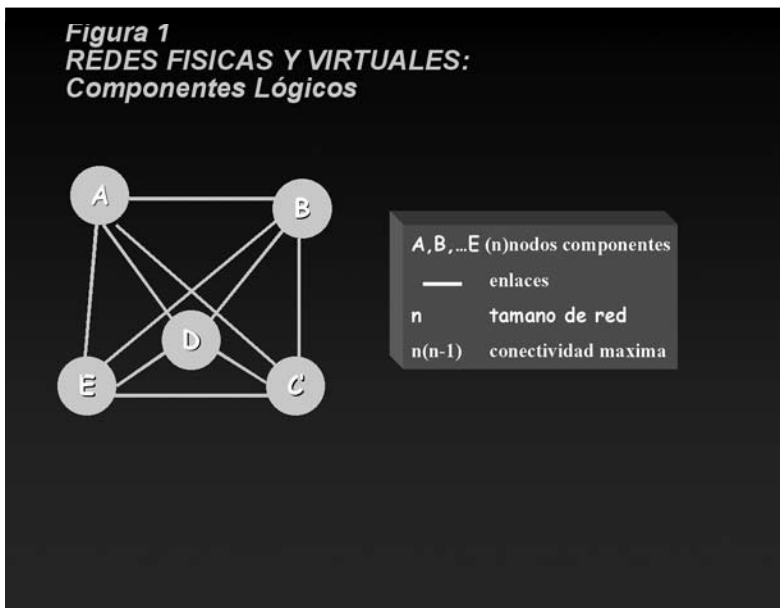 Figura 1
REDES FISICAS Y VIRTUALES:
Componentes Lógicos
A
B
D
E
C
A,B,...E (n)nodos componentes
enlaces
n tamano de red
n(n-1) conectividad maxima